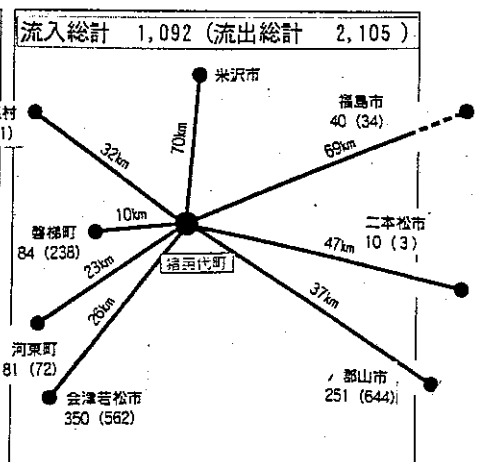 流入総計 1,092 (流出総計 2,105 )
米沢市
福島市
40 (34)
村
1)
32km
70km
69km
10km
磐梯町
84 (238)
猪苗代町
二本松市
10 (3)
47km
23km
26km
37km
河東町
81 (72)
会津若松市
350 (562)
郡山市
251 (644)